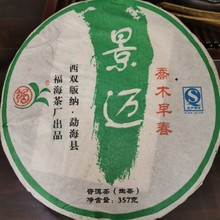 景迈
乔木早春
西双版纳·勐海县
福海茶厂出品
普洱茶(生茶)
净含量:357克